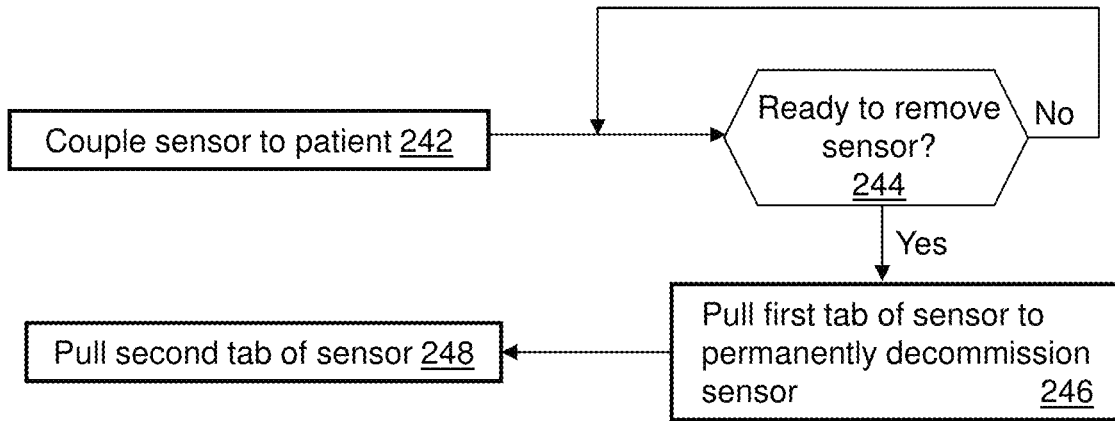 Couple sensor to patient 242
Ready to remove
sensor?
244
No
Yes
Pull first tab of sensor to
permanently decommission
sensor 246
Pull second tab of sensor 248